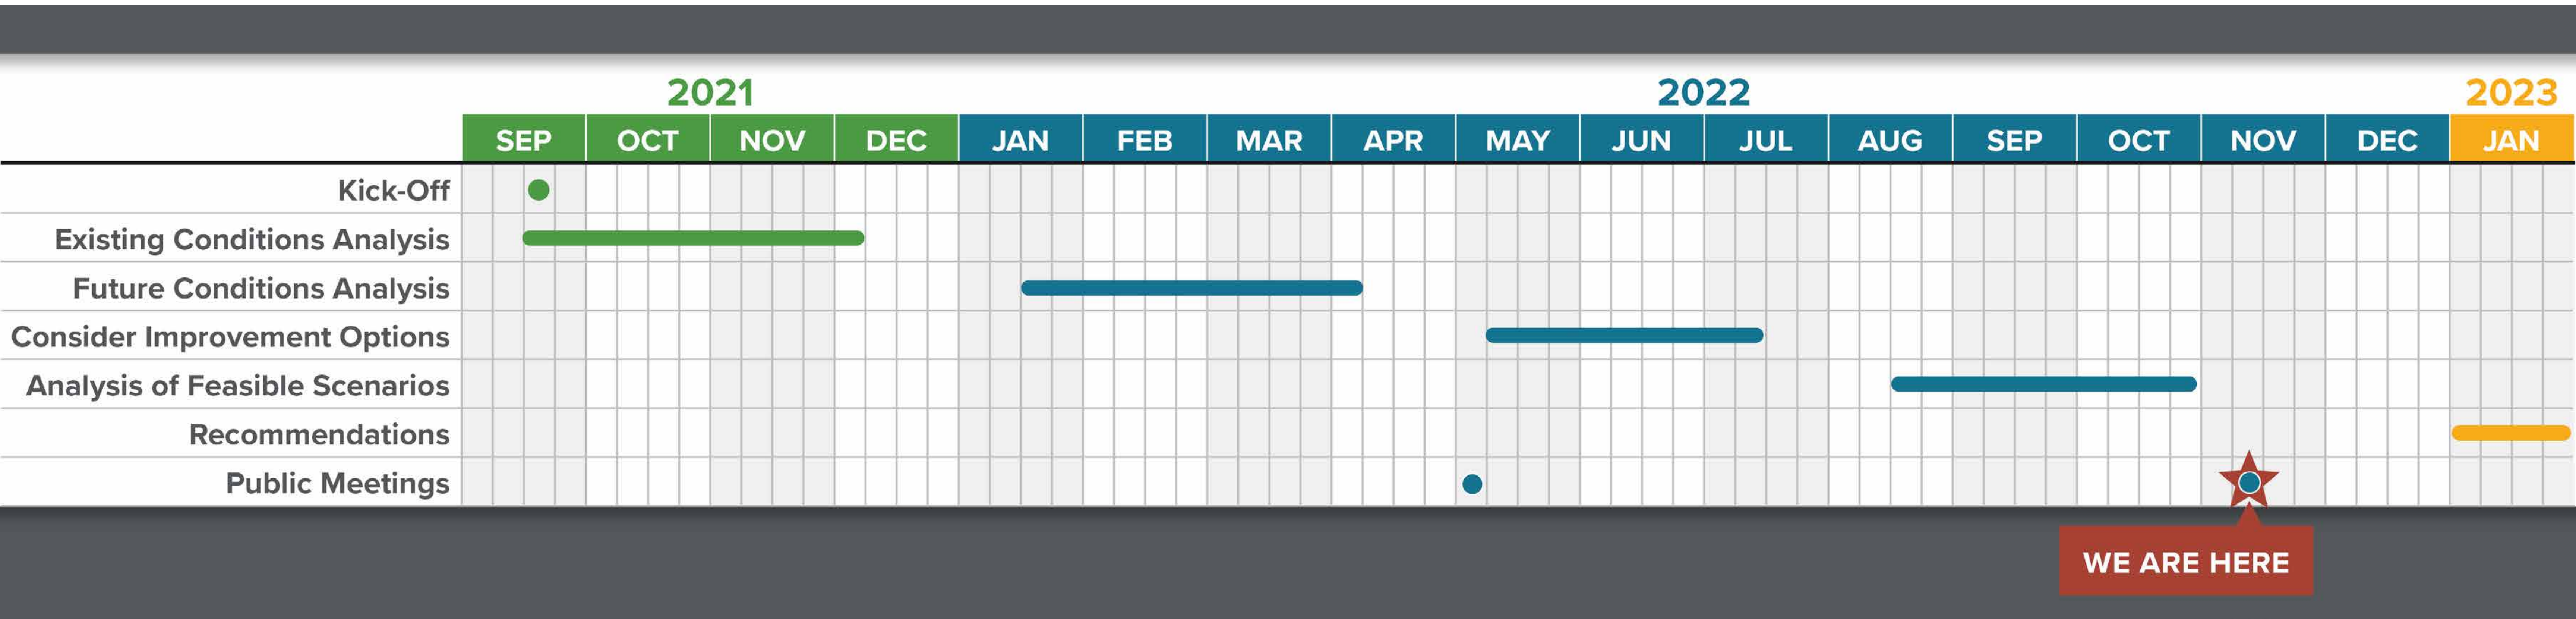 2021 2022 2023
SEP OCT NOV DEC JAN FEB MAR APR MAY JUN JUL AUG SEP OCT NOV DEC JAN
Kick-Off
Existing Conditions Analysis
Future Conditions Analysis
Consider Improvement Options
Analysis of Feasible Scenarios
Recommendations
Public Meetings
WE ARE HERE